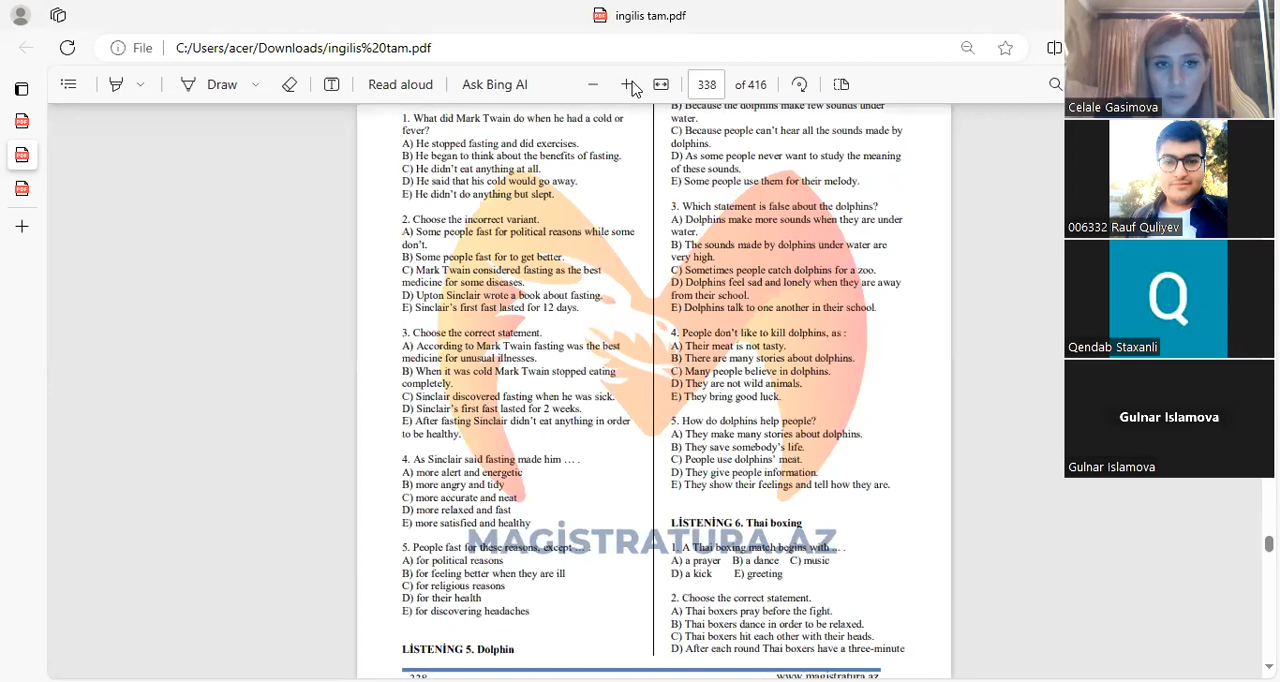 ingilis tam.pdf
File
C:/Users/acer/Downloads/ingilis%20tam.pdf
Draw
Read aloud
Ask Bing AI
338 of 416
1. What did Mark Twain do when he had a cold or
fever?
A) He stopped fasting and did exercises.
B) He began to think about the benefits of fasting.
C) He didn't eat anything at all.
D) He said that his cold would go away.
E) He didn't do anything but slept.
2. Choose the incorrect variant.
A) Some people fast for political reasons while some
don't.
B) Some people fast for to get better.
C) Mark Twain considered fasting as the best
medicine for some diseases.
D) Upton Sinclair wrote a book about fasting.
E) Sinclair's first fast lasted for 12 days.
3. Choose the correct statement.
A) According to Mark Twain fasting was the best
medicine for unusual illnesses.
B) When it was cold Mark Twain stopped eating
completely.
C) Sinclair discovered fasting when he was sick.
D) Sinclair's first fast lasted for 2 weeks.
E) After fasting Sinclair didn't eat anything in order
to be healthy.
4. As Sinclair said fasting made him … .
A) more alert and energetic
B) more angry and tidy
C) more accurate and neat
D) more relaxed and fast
E) more satisfied and healthy
5. People fast for these reasons, except …
A) for political reasons
B) for feeling better when they are ill
C) for religious reasons
D) for their health
E) for discovering headaches
LİSTENİNG 5. Dolphin
B) Because the dolphins make few sounds under
water.
C) Because people can't hear all the sounds made by
dolphins.
D) As some people never want to study the meaning
of these sounds.
E) Some people use them for their melody.
3. Which statement is false about the dolphins?
A) Dolphins make more sounds when they are under
water.
B) The sounds made by dolphins under water are
very high.
C) Sometimes people catch dolphins for a zoo.
D) Dolphins feel sad and lonely when they are away
from their school.
E) Dolphins talk to one another in their school.
4. People don't like to kill dolphins, as :
A) Their meat is not tasty.
B) There are many stories about dolphins.
C) Many people believe in dolphins.
D) They are not wild animals.
E) They bring good luck.
5. How do dolphins help people?
A) They make many stories about dolphins.
B) They save somebody's life.
C) People use dolphins' meat.
D) They give people information.
E) They show their feelings and tell how they are.
LİSTENİNG 6. Thai boxing
1. A Thai boxing match begins with ... .
A) a prayer B) a dance C) music
D) a kick E) greeting
2. Choose the correct statement.
A) Thai boxers pray before the fight.
B) Thai boxers dance in order to be relaxed.
C) Thai boxers hit each other with their heads.
D) After each round Thai boxers have a three-minute
MAGİSTRATURA.AZ
338
www.magistratura.az
Celale Gasimova
006332 Rauf Quliyev
Q
Qendab Staxanli
Gulnar Islamova
Gulnar Islamova